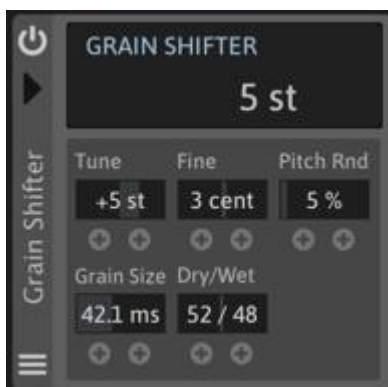 GRAIN SHIFTER
5 st
Grain Shifter
Tune Fine Pitch Rnd
+5 st 3 cent 5 %
Grain Size Dry/Wet
42.1 ms 52 / 48